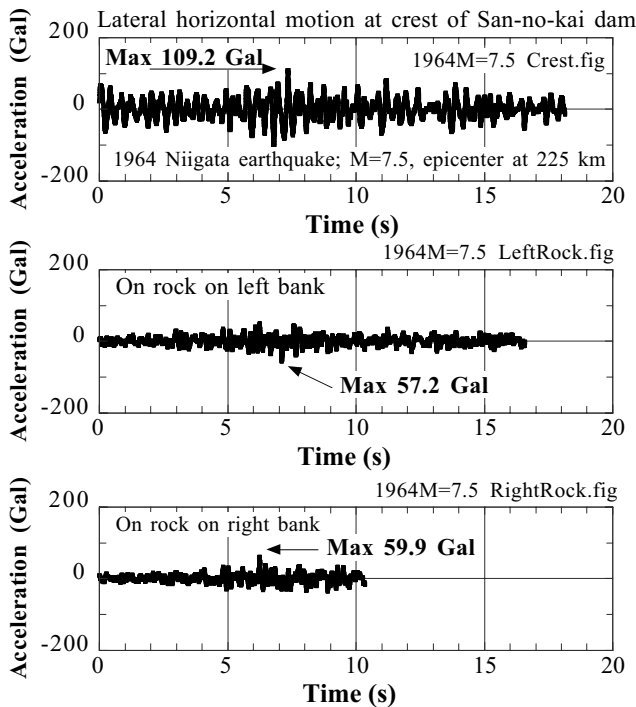 Lateral horizontal motion at crest of San-no-kai dam
200
Max 109.2 Gal
1964M=7.5 Crest.fig
0
1964 Niigata earthquake; M=7.5, epicenter at 225 km
-200
0 5 10 15 20
Acceleration (Gal)
Time (s)
1964M=7.5 LeftRock.fig
200
On rock on left bank
0
Max 57.2 Gal
-200
0 5 10 15 20
Acceleration (Gal)
Time (s)
1964M=7.5 RightRock.fig
200
On rock on right bank
Max 59.9 Gal
0
-200
0 5 10 15 20
Acceleration (Gal)
Time (s)